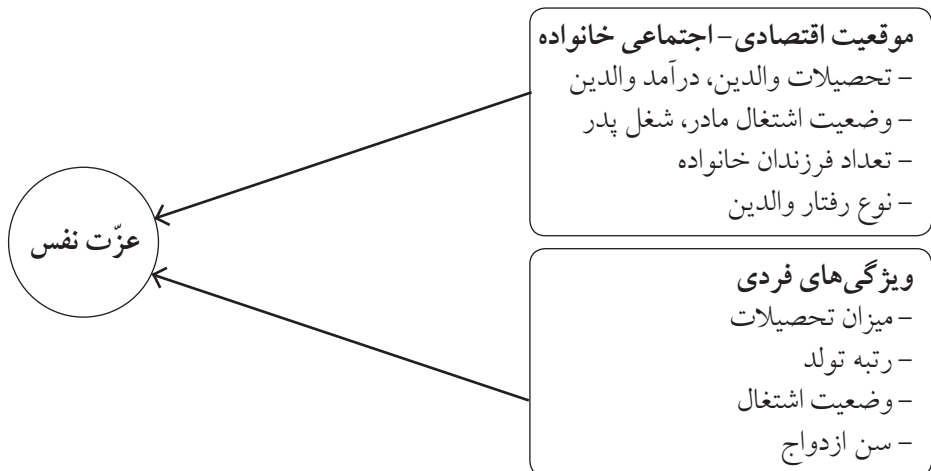 موقعیت اقتصادی – اجتماعی خانواده
– تحصیلات والدین، درآمد والدین
– وضعیت اشتغال مادر، شغل پدر
– تعداد فرزندان خانواده
– نوع رفتار والدین
عزّت نفس
ویژگی‌های فردی
– میزان تحصیلات
– رتبه تولد
– وضعیت اشتغال
– سن ازدواج